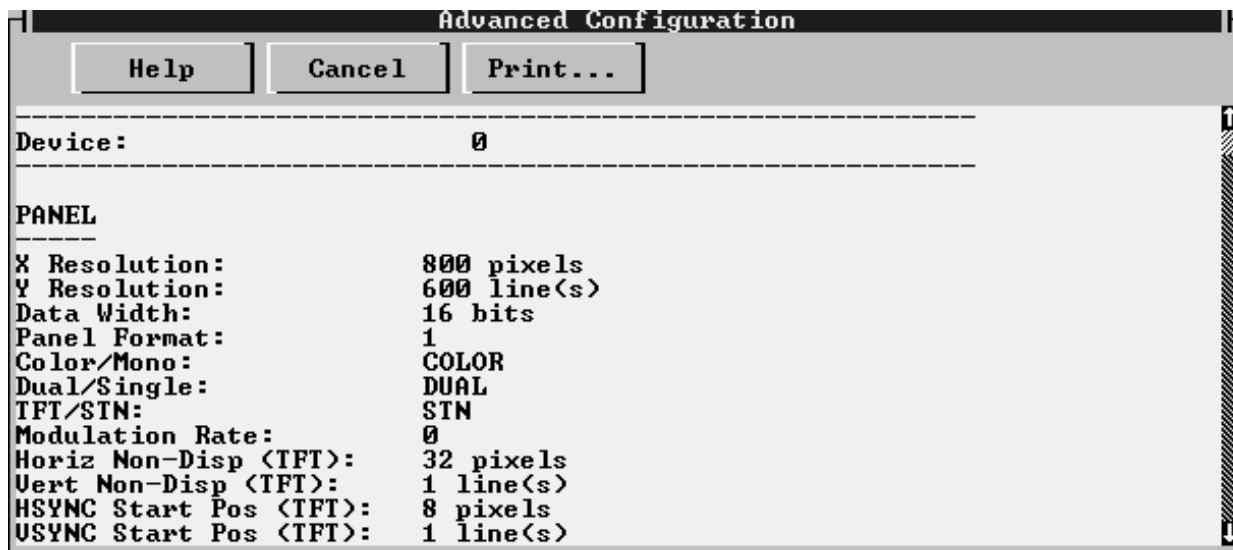 Advanced Configuration
Help Cancel Print...
Device: 0
PANEL
X Resolution: 800 pixels
Y Resolution: 600 line(s)
Data Width: 16 bits
Panel Format: 1
Color/Mono: COLOR
Dual/Single: DUAL
TFT/STN: STN
Modulation Rate: 0
Horiz Non-Disp (TFT): 32 pixels
Vert Non-Disp (TFT): 1 line(s)
HSYNC Start Pos (TFT): 8 pixels
VSYNC Start Pos (TFT): 1 line(s)